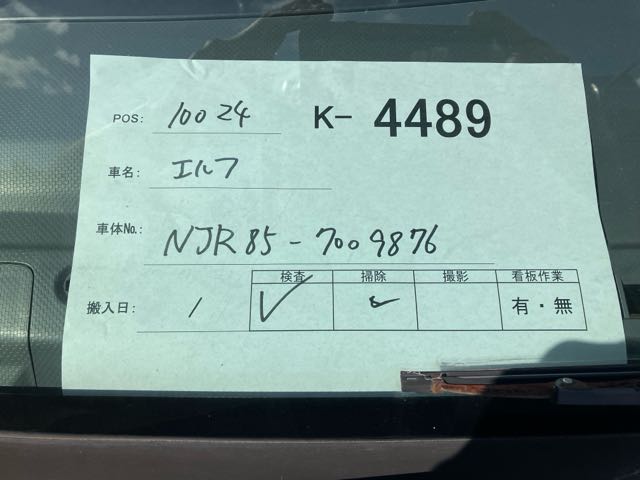 POS: 10024 K- 4489
車名: エルフ
車体№: NJR85-7009876
検査 掃除 撮影 看板作業
搬入日: / ✓ ✓ 有・無